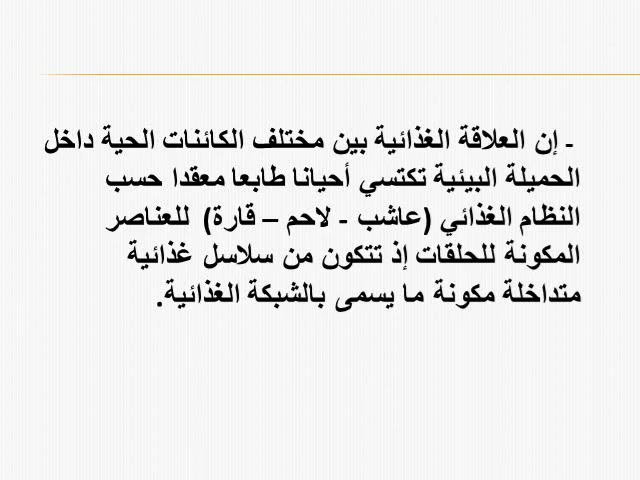 - إن العلاقة الغذائية بين مختلف الكائنات الحية داخل
الحميلة البيئية تكتسي أحيانا طابعا معقدا حسب
النظام الغذائي (عاشب - لاحم – قارة) للعناصر
المكونة للحلقات إذ تتكون من سلاسل غذائية
متداخلة مكونة ما يسمى بالشبكة الغذائية.